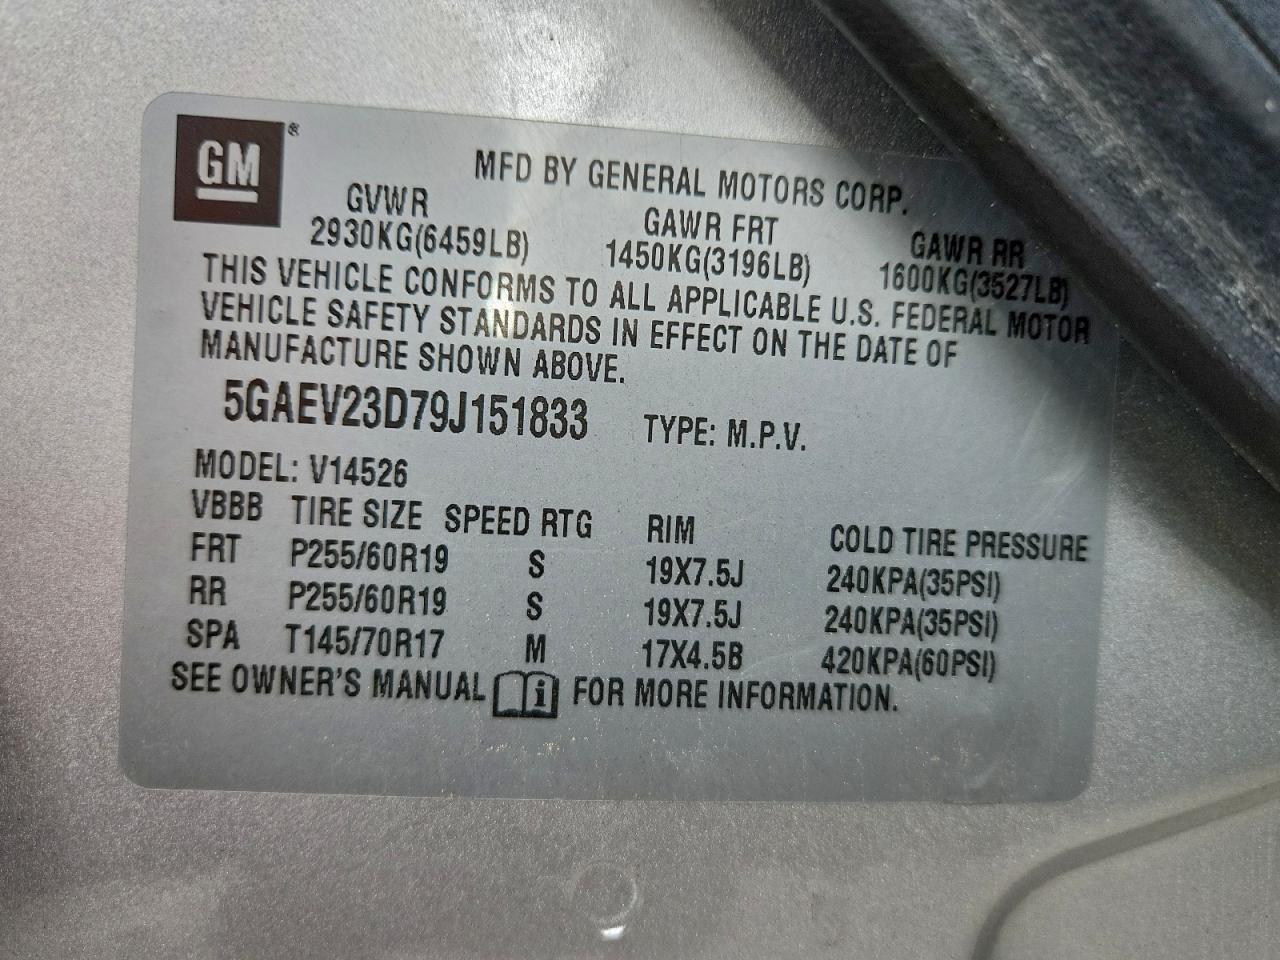 GM®
MFD BY GENERAL MOTORS CORP.
GVWR GAWR FRT GAWR RR
2930KG(6459LB) 1450KG(3196LB) 1600KG(3527LB)
THIS VEHICLE CONFORMS TO ALL APPLICABLE U.S. FEDERAL MOTOR
VEHICLE SAFETY STANDARDS IN EFFECT ON THE DATE OF
MANUFACTURE SHOWN ABOVE.
5GAEV23D79J151833 TYPE: M.P.V.
MODEL: V14526
VBBB TIRE SIZE SPEED RTG RIM COLD TIRE PRESSURE
FRT P255/60R19 S 19X7.5J 240KPA(35PSI)
RR P255/60R19 S 19X7.5J 240KPA(35PSI)
SPA T145/70R17 M 17X4.5B 420KPA(60PSI)
SEE OWNER'S MANUAL i FOR MORE INFORMATION.